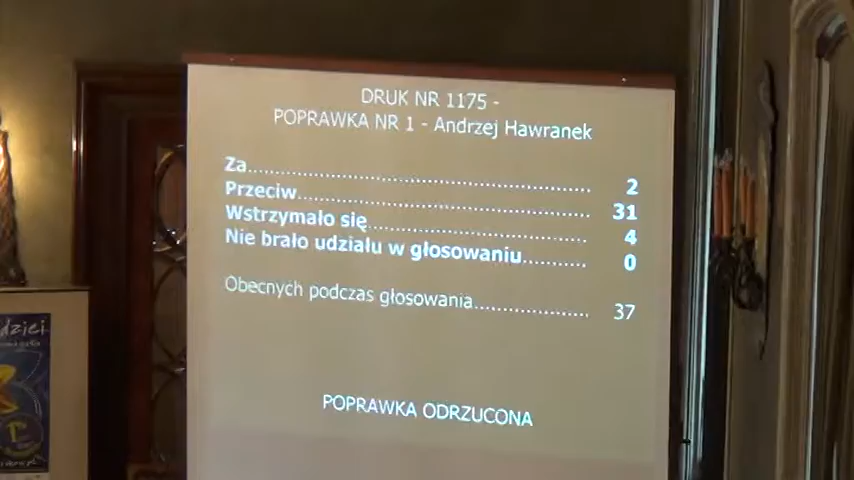 DRUK NR 1175 -
POPRAWKA NR 1 - Andrzej Hawranek
Za.......................................................... 2
Przeciw.................................................. 31
Wstrzymało się..................................... 4
Nie brało udziału w głosowaniu........... 0
Obecnych podczas głosowania.................. 37
POPRAWKA ODRZUCONA